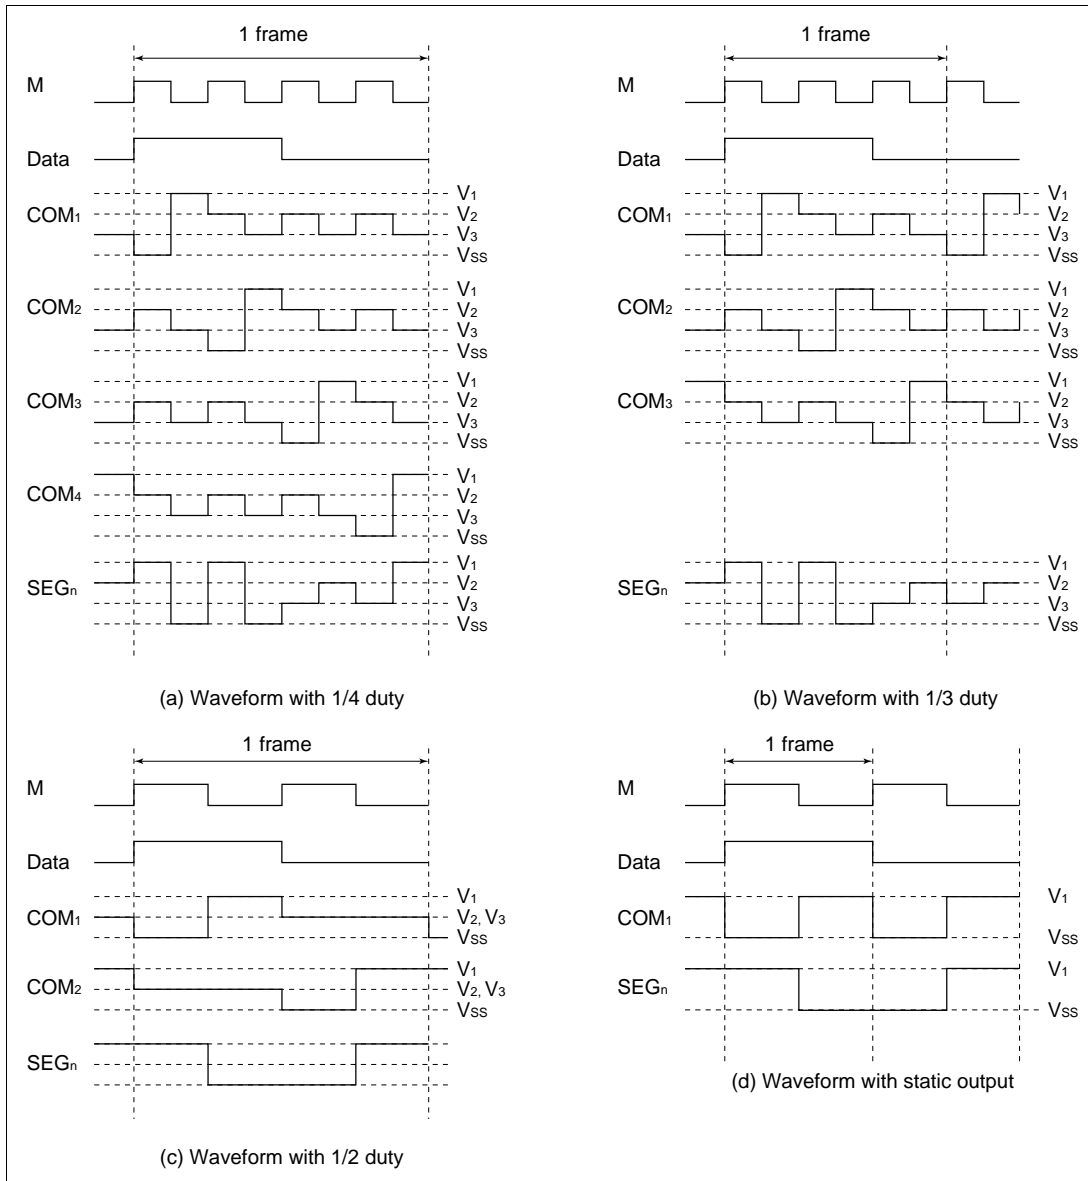 1 frame
M
Data
COM1
V1
V2
V3
VSS
COM2
V1
V2
V3
VSS
COM3
V1
V2
V3
VSS
COM4
V1
V2
V3
VSS
SEGn
V1
V2
V3
VSS
(a) Waveform with 1/4 duty
1 frame
M
Data
COM1
V1
V2
V3
VSS
COM2
V1
V2
V3
VSS
COM3
V1
V2
V3
VSS
SEGn
V1
V2
V3
VSS
(b) Waveform with 1/3 duty
1 frame
M
Data
COM1
V1
V2, V3
VSS
COM2
V1
V2, V3
VSS
SEGn
(c) Waveform with 1/2 duty
1 frame
M
Data
COM1
V1
VSS
SEGn
V1
VSS
(d) Waveform with static output